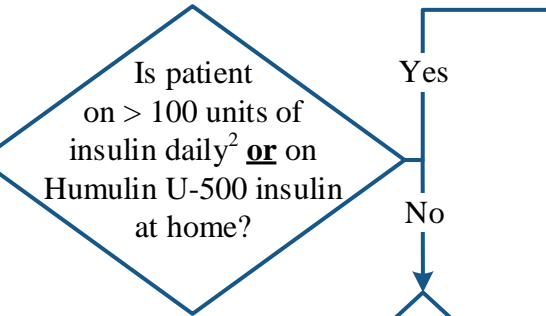 Is patient
on > 100 units of
insulin daily² or on
Humulin U-500 insulin
at home?
Yes
No